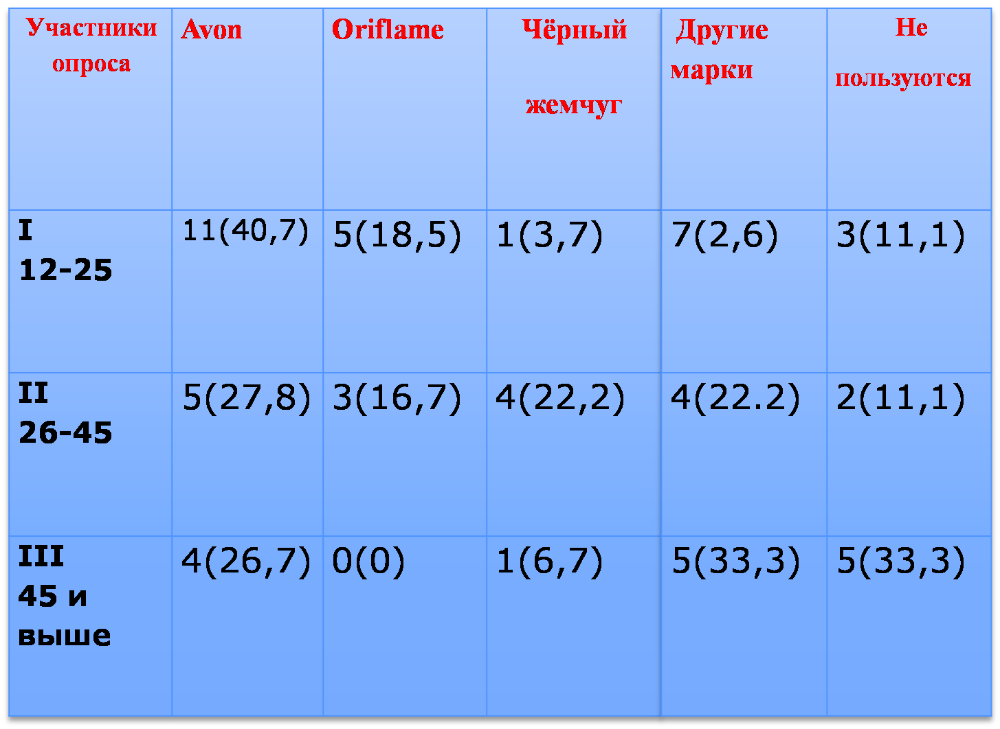 Участники
опроса
Avon
Oriflame
Чёрный
жемчуг
Другие
марки
Не
пользуются
I
12-25
11(40,7)
5(18,5)
1(3,7)
7(2,6)
3(11,1)
II
26-45
5(27,8)
3(16,7)
4(22,2)
4(22.2)
2(11,1)
III
45 и
выше
4(26,7)
0(0)
1(6,7)
5(33,3)
5(33,3)